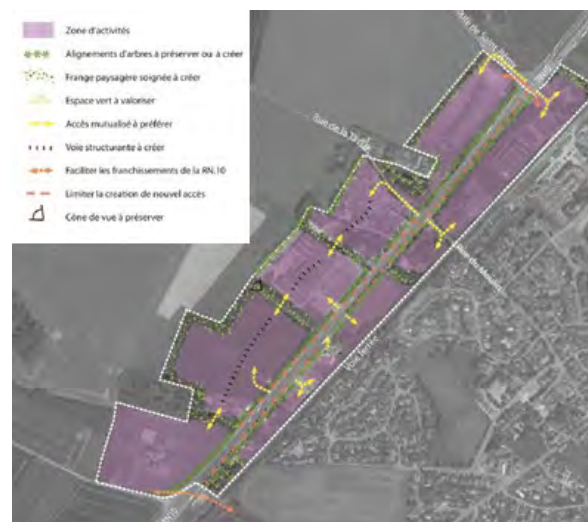 Zone d'activités
Alignements d'arbres à préserver ou à créer
Frange paysagère soignée à créer
Espace vert à valoriser
Accès mutualisé à préférer
Voie structurante à créer
Faciliter les franchissements de la RN.10
Limiter la création de nouvel accès
Cône de vue à préserver
Voie ferrée
RN10